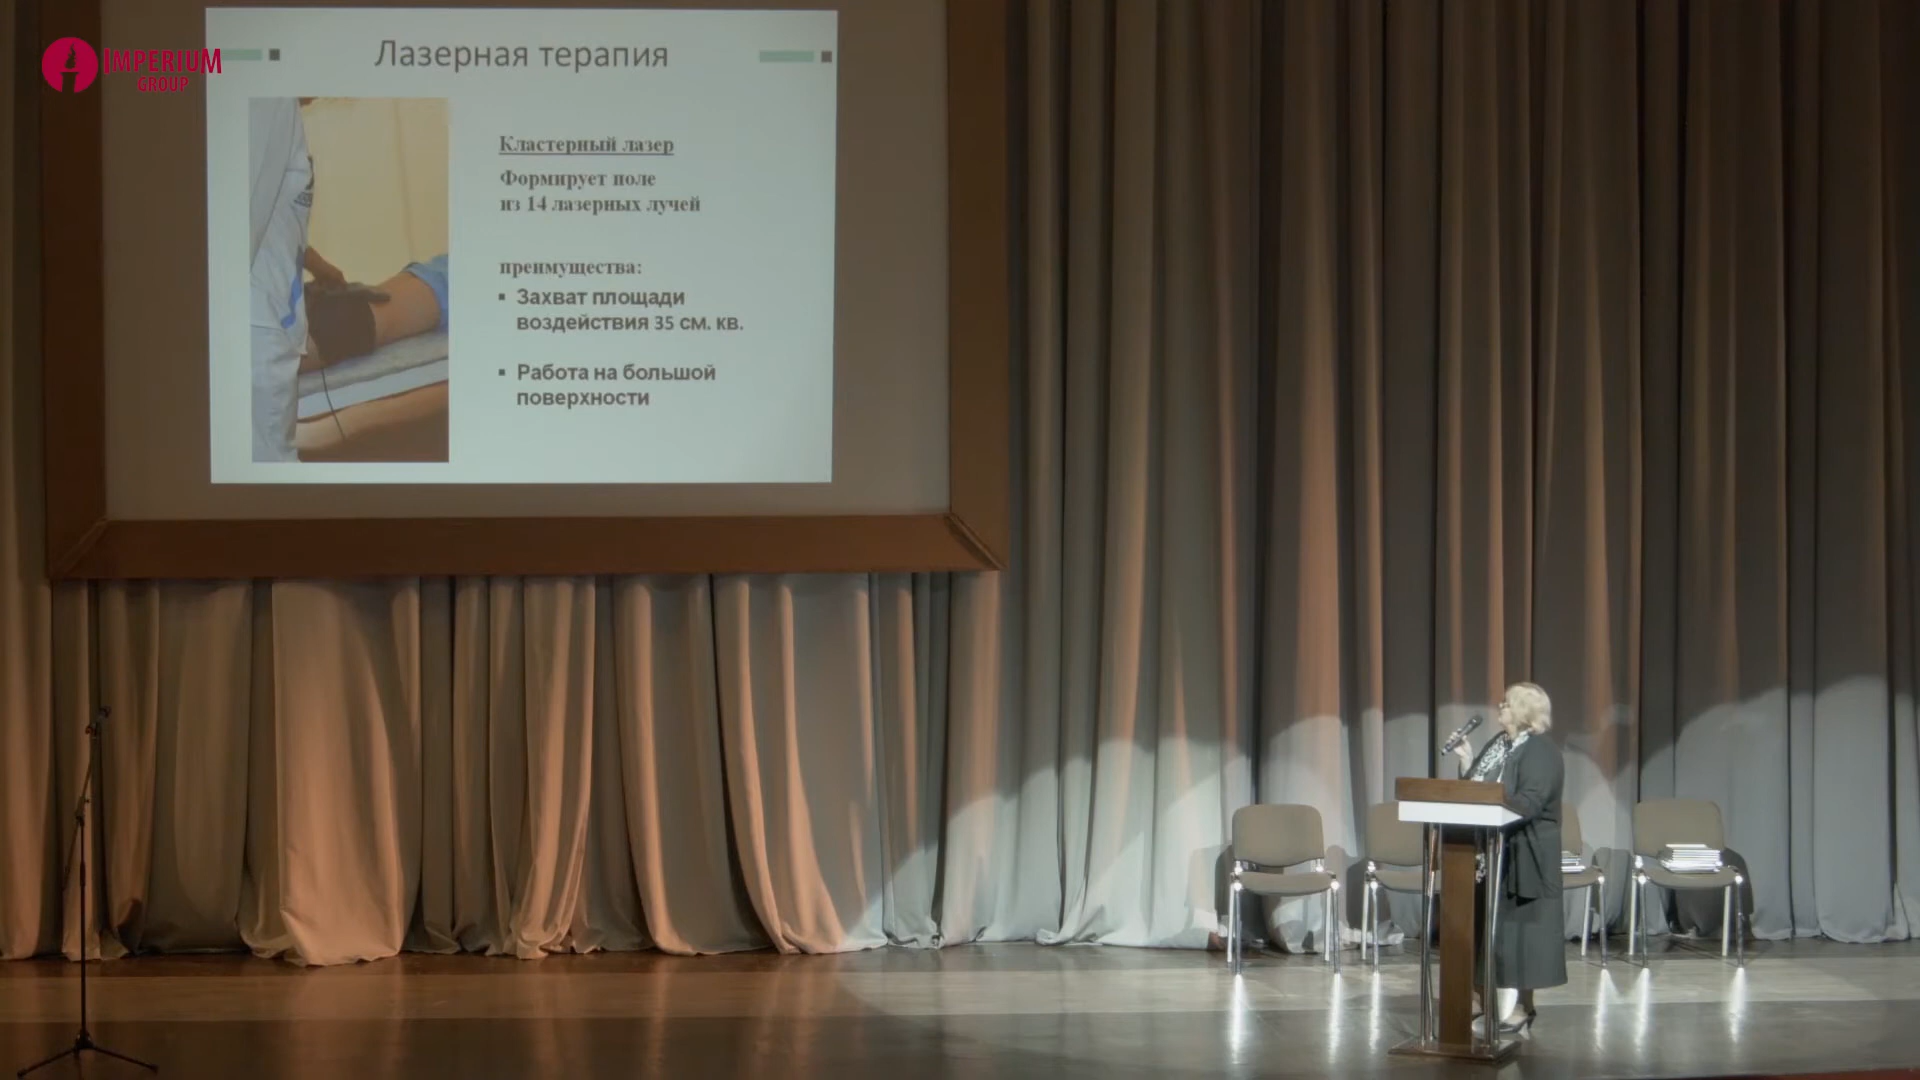 IMPERIUM
GROUP
Лазерная терапия
Кластерный лазер
Формирует поле
из 14 лазерных лучей
преимущества:
▪ Захват площади
воздействия 35 см. кв.
▪ Работа на большой
поверхности